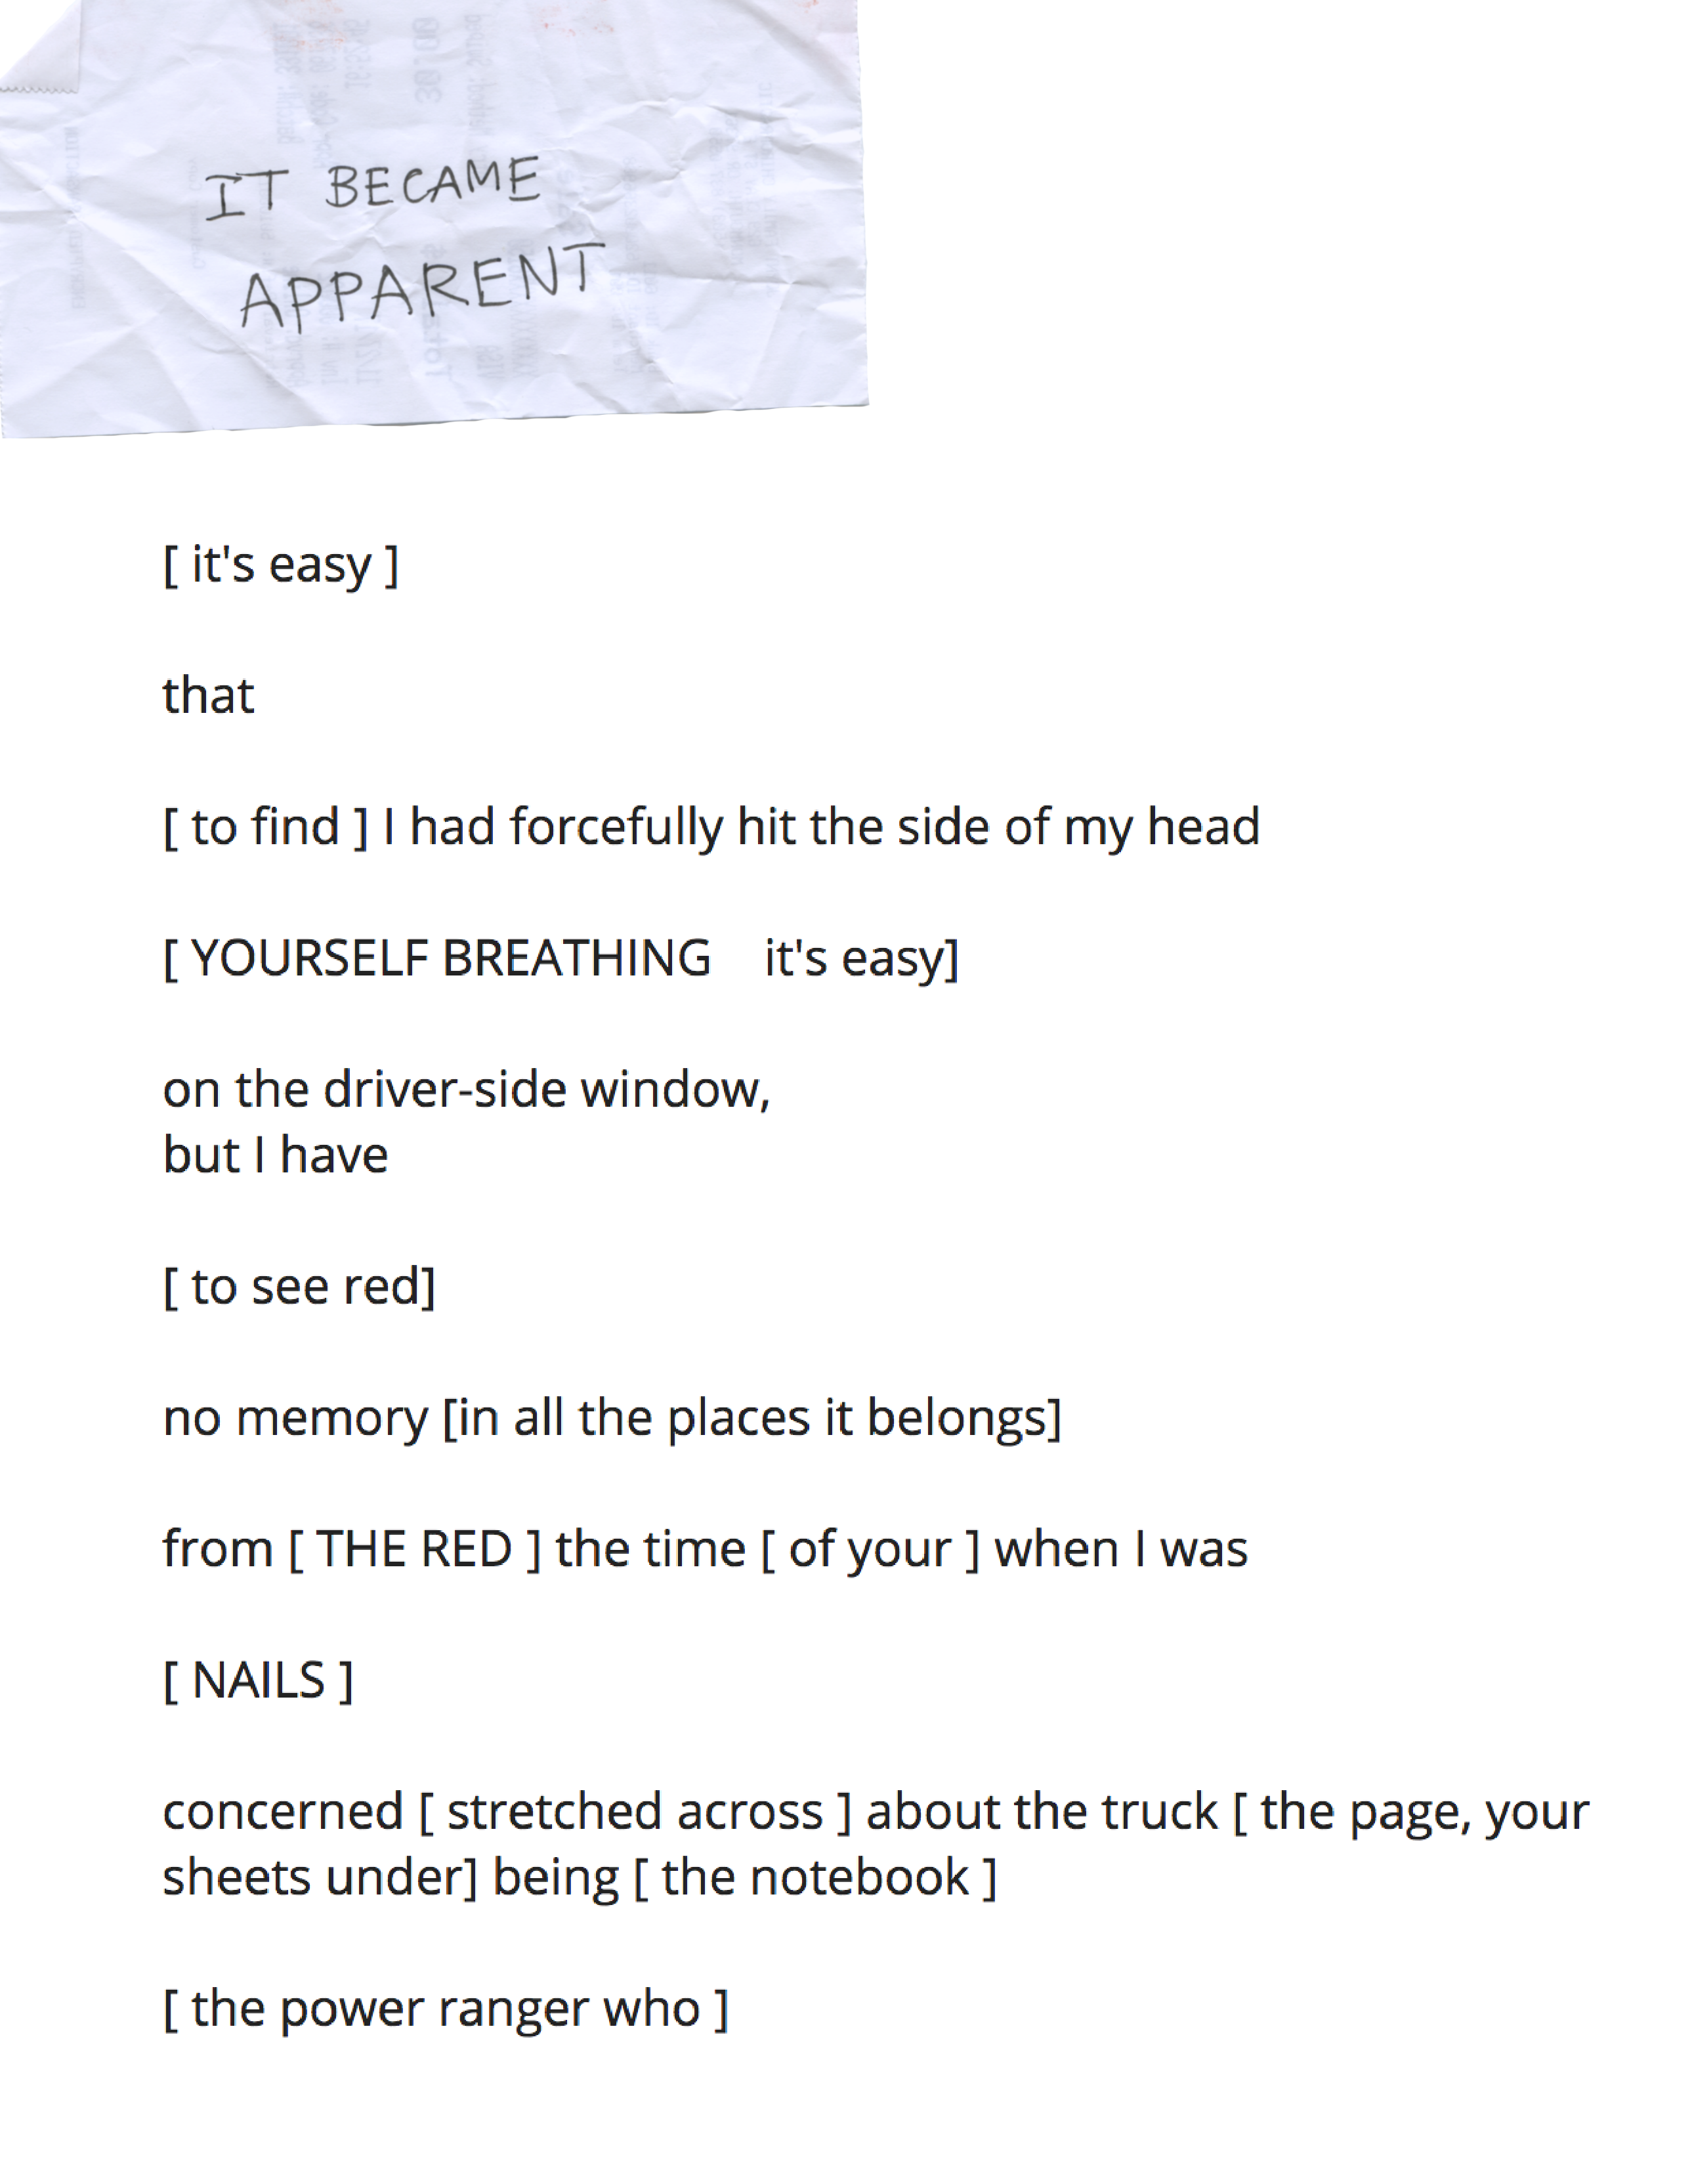 IT BECAME
APPARENT
[ it's easy ]
that
[ to find ] I had forcefully hit the side of my head
[ YOURSELF BREATHING    it's easy]
on the driver-side window,
but I have
[ to see red]
no memory [in all the places it belongs]
from [ THE RED ] the time [ of your ] when I was
[ NAILS ]
concerned [ stretched across ] about the truck [ the page, your
sheets under] being [ the notebook ]
[ the power ranger who ]